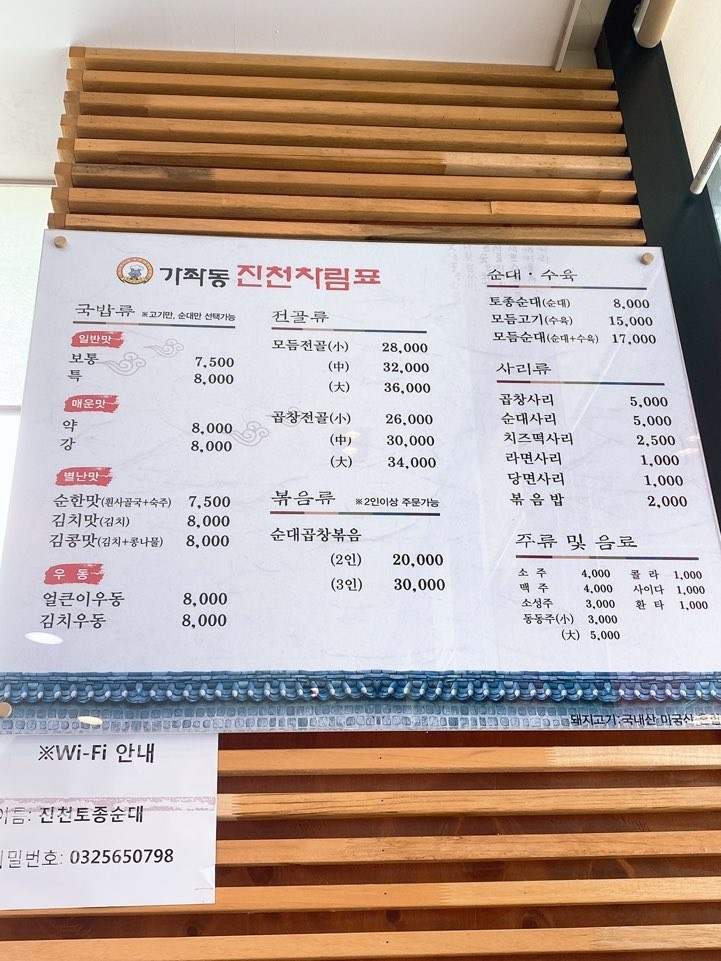 가좌동 진천차림표
국밥류 ※고기만, 순대만 선택가능
일반맛
보통 7,500
특 8,000
매운맛
약 8,000
강 8,000
별난맛
순한맛(흰사골국+숙주) 7,500
김치맛(김치) 8,000
김콩맛(김치+콩나물) 8,000
우동
얼큰이우동 8,000
김치우동 8,000
전골류
모듬전골(小) 28,000
(中) 32,000
(大) 36,000
곱창전골(小) 26,000
(中) 30,000
(大) 34,000
볶음류 ※2인이상 주문가능
순대곱창볶음
(2인) 20,000
(3인) 30,000
순대·수육
토종순대(순대) 8,000
모듬고기(수육) 15,000
모듬순대(순대+수육) 17,000
사리류
곱창사리 5,000
순대사리 5,000
치즈떡사리 2,500
라면사리 1,000
당면사리 1,000
볶음밥 2,000
주류 및 음료
소주 4,000 콜라 1,000
맥주 4,000 사이다 1,000
소성주 3,000 환타 1,000
동동주(小) 3,000
(大) 5,000
돼지고기:국내산 미국산
※Wi-Fi 안내
이름: 진천토종순대
비밀번호: 0325650798